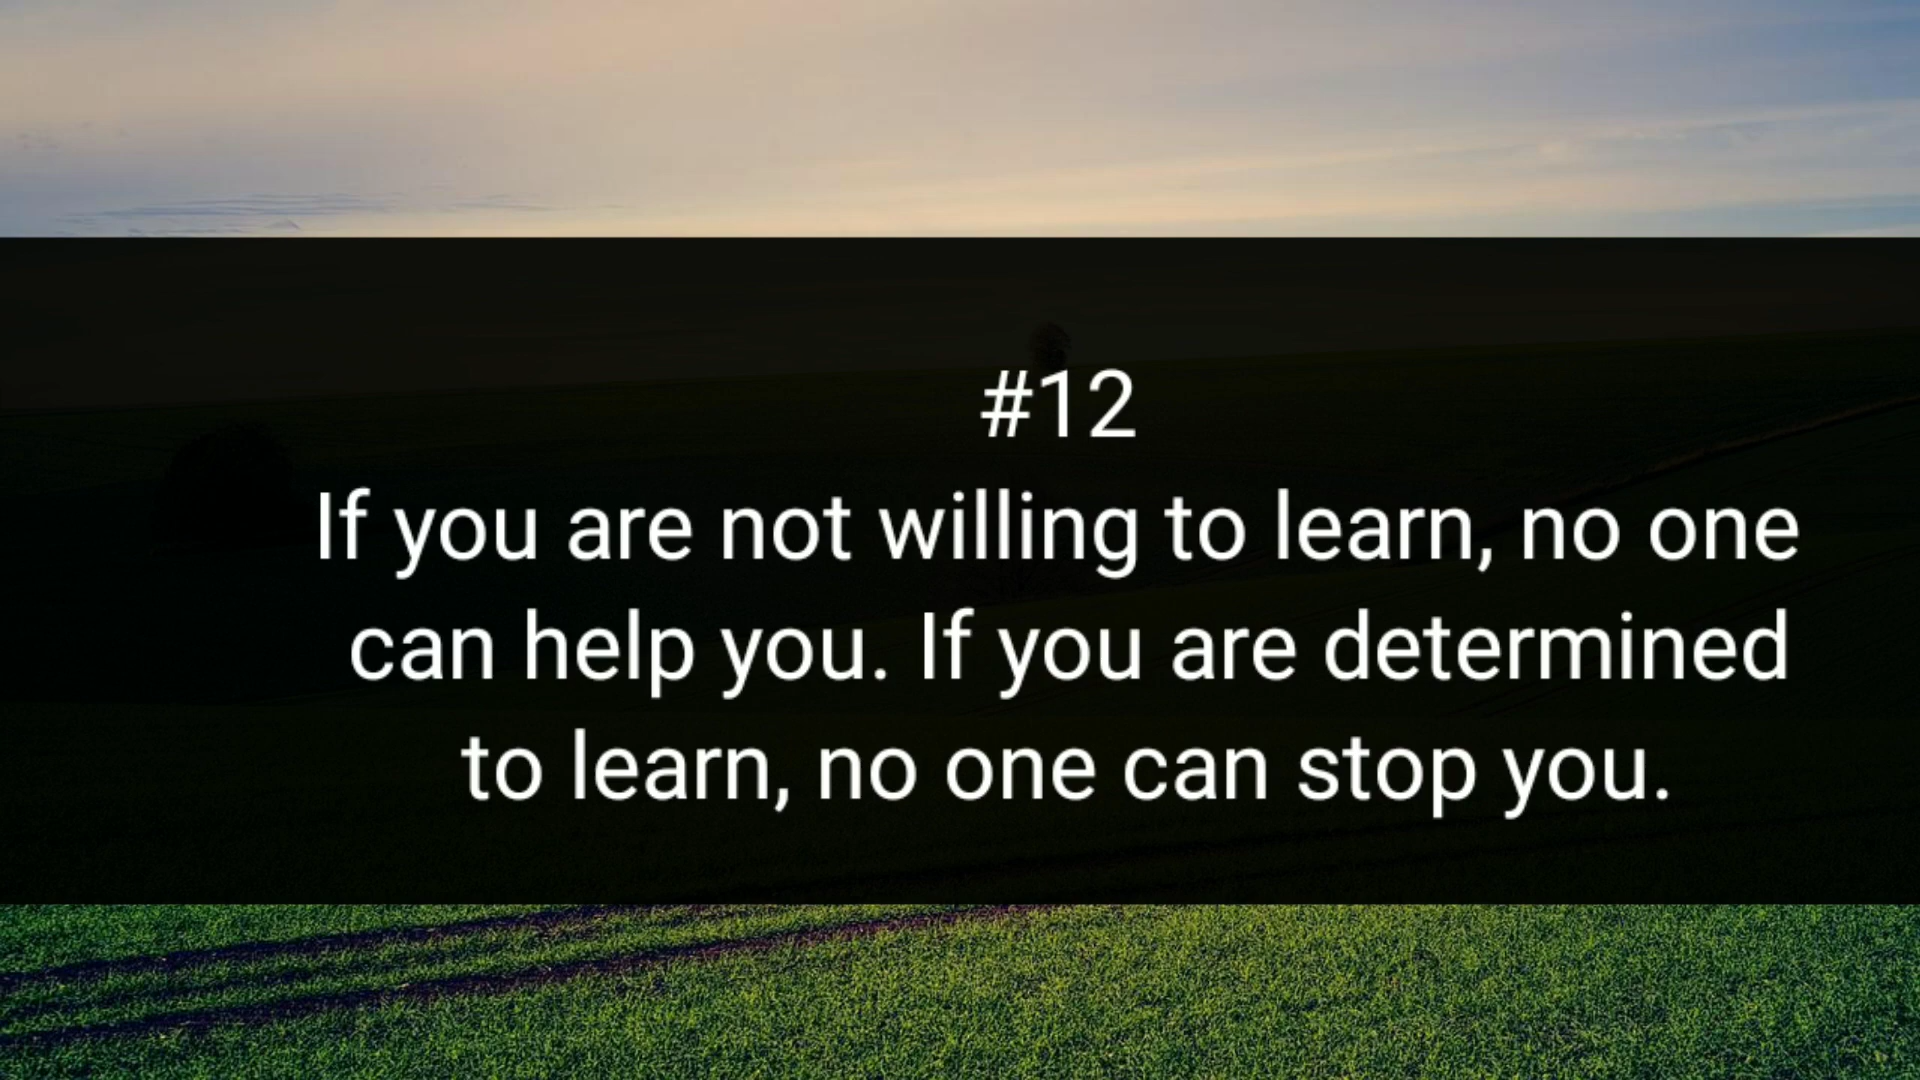 #12
If you are not willing to learn, no one
can help you. If you are determined
to learn, no one can stop you.